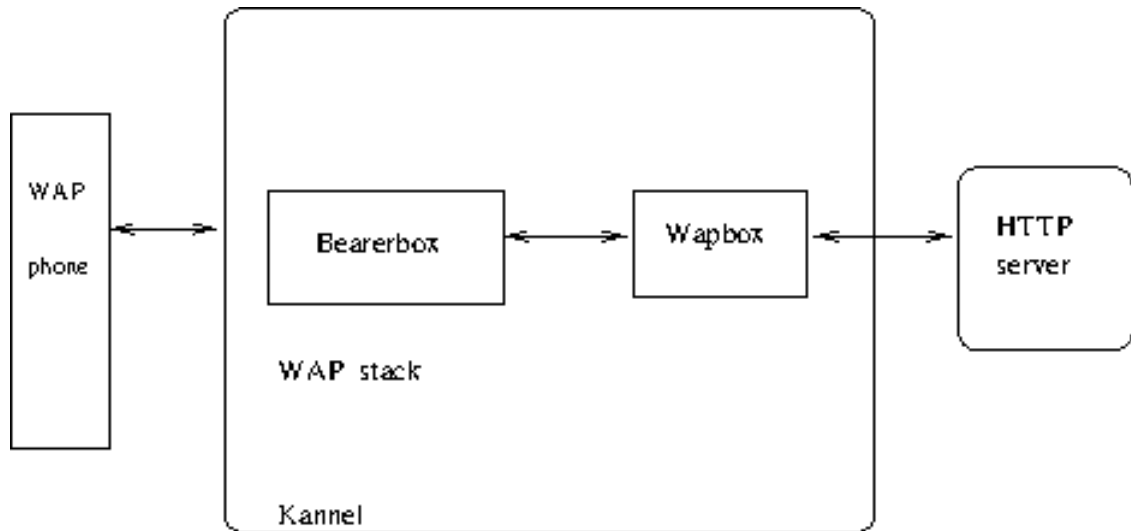 WAP
phone
Bearerbox
Wapbox
HTTP
server
WAP stack
Kannel